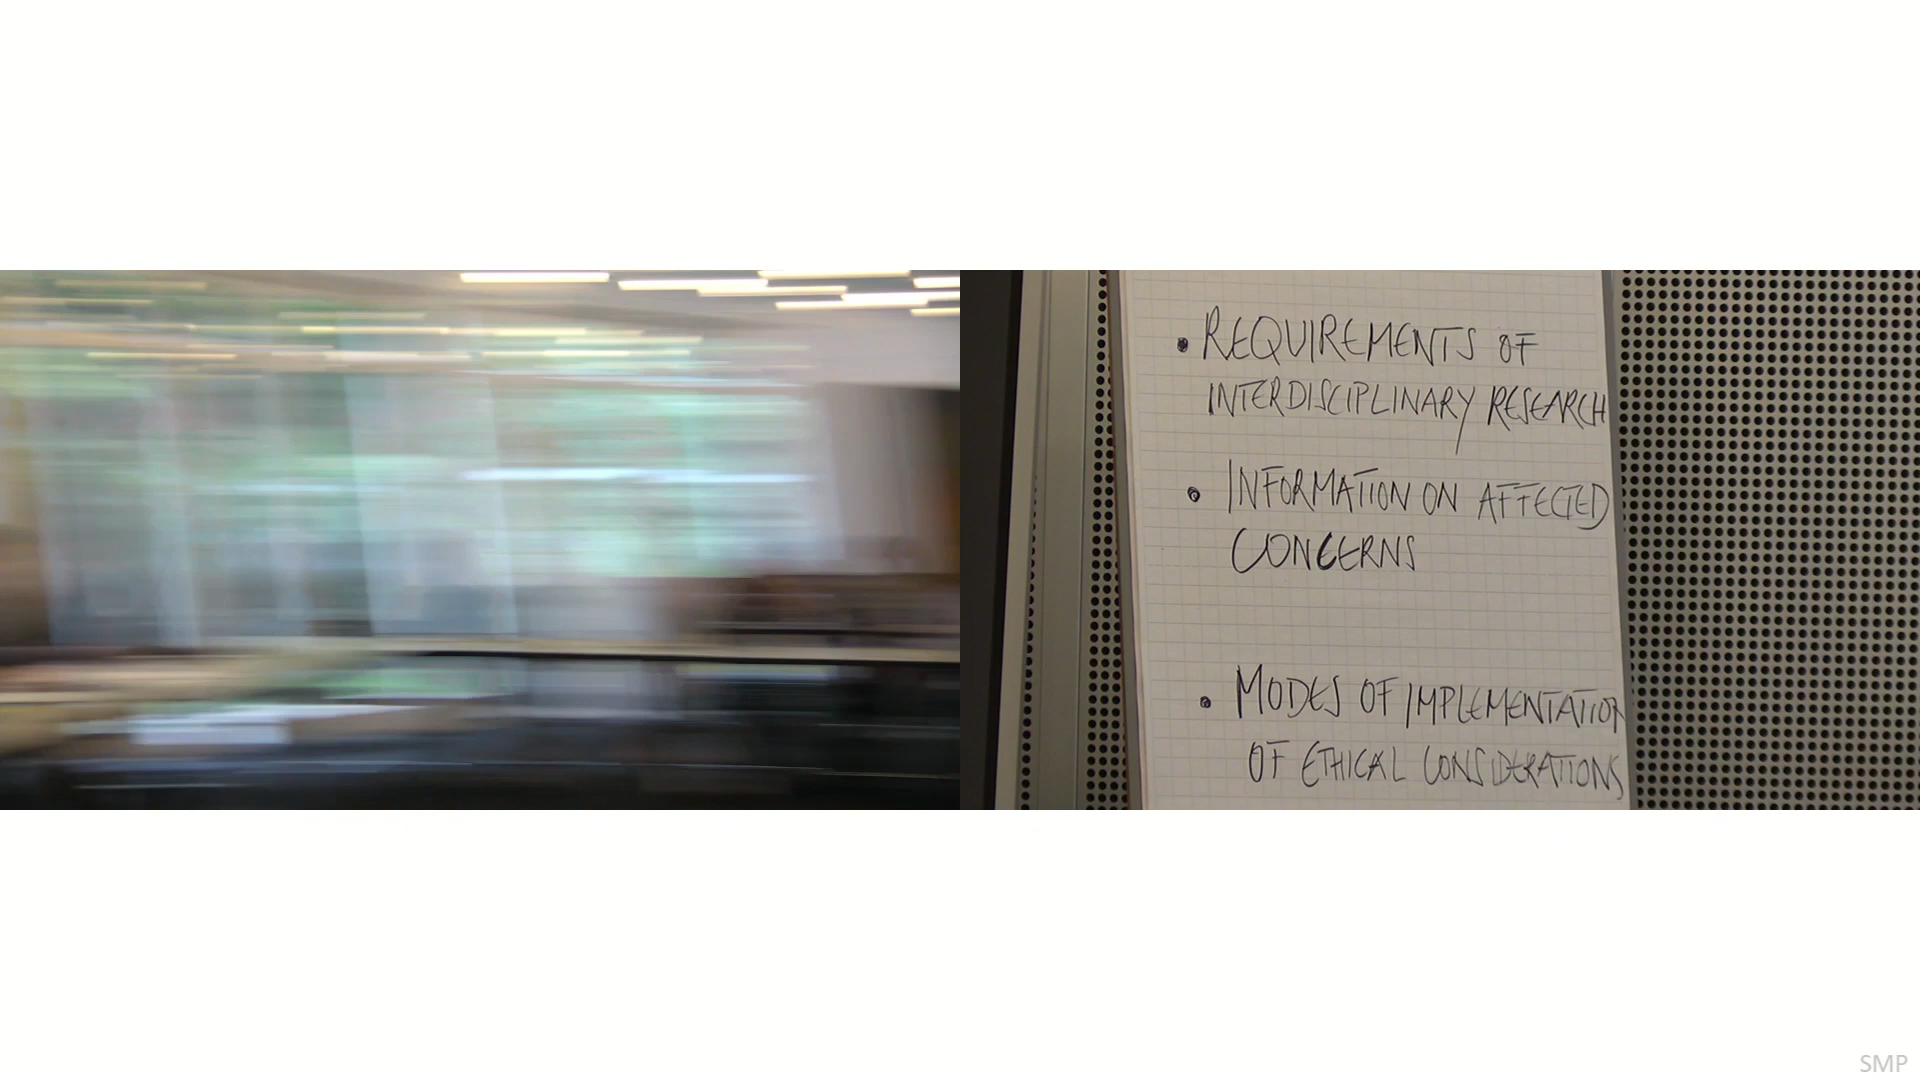 • REQUIREMENTS OF
INTERDISCIPLINARY RESEARCH
• INFORMATION ON AFFECTED
CONCERNS
• MODES OF IMPLEMENTATION
OF ETHICAL CONSIDERATIONS
SMP